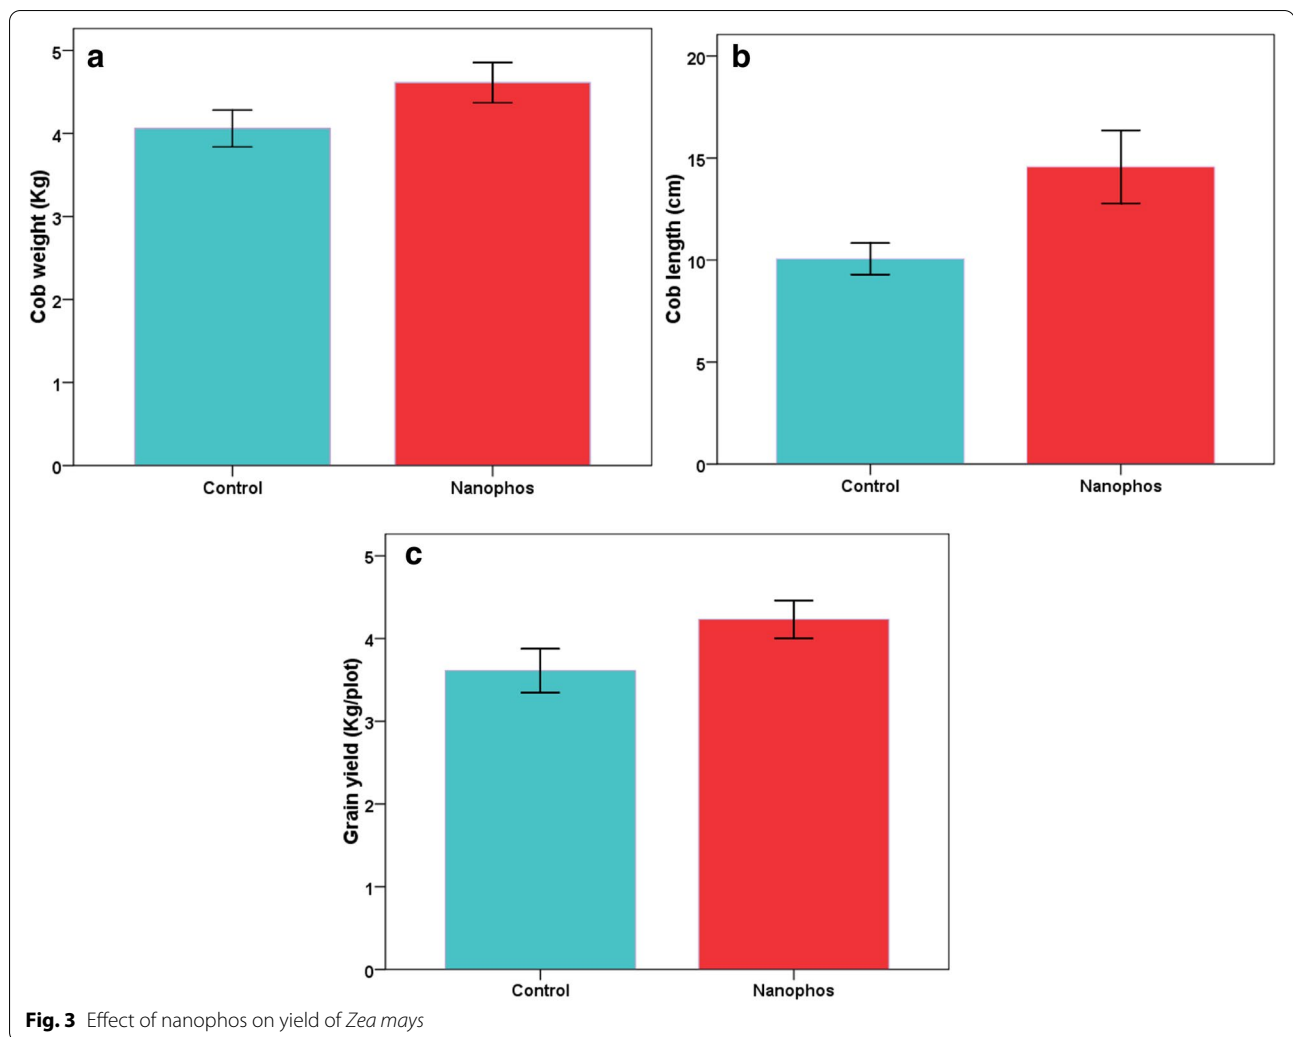 a
Cob weight (Kg)
5
4
3
2
1
0
Control
Nanophos
b
Cob length (cm)
20
15
10
5
0
Control
Nanophos
c
Grain yield (Kg/plot)
5
4
3
2
1
0
Control
Nanophos
Fig. 3 Effect of nanophos on yield of Zea mays